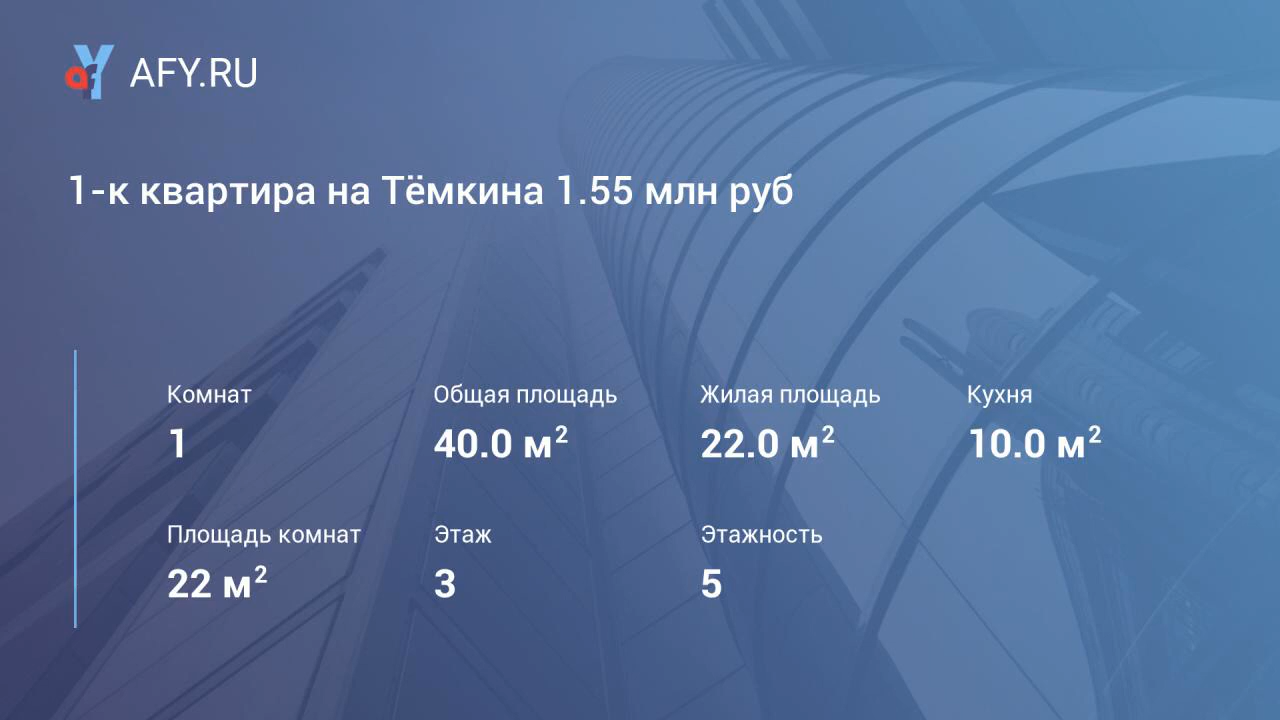 AFY.RU
1-к квартира на Тёмкина 1.55 млн руб
Комнат
1
Общая площадь
40.0 м²
Жилая площадь
22.0 м²
Кухня
10.0 м²
Площадь комнат
22 м²
Этаж
3
Этажность
5